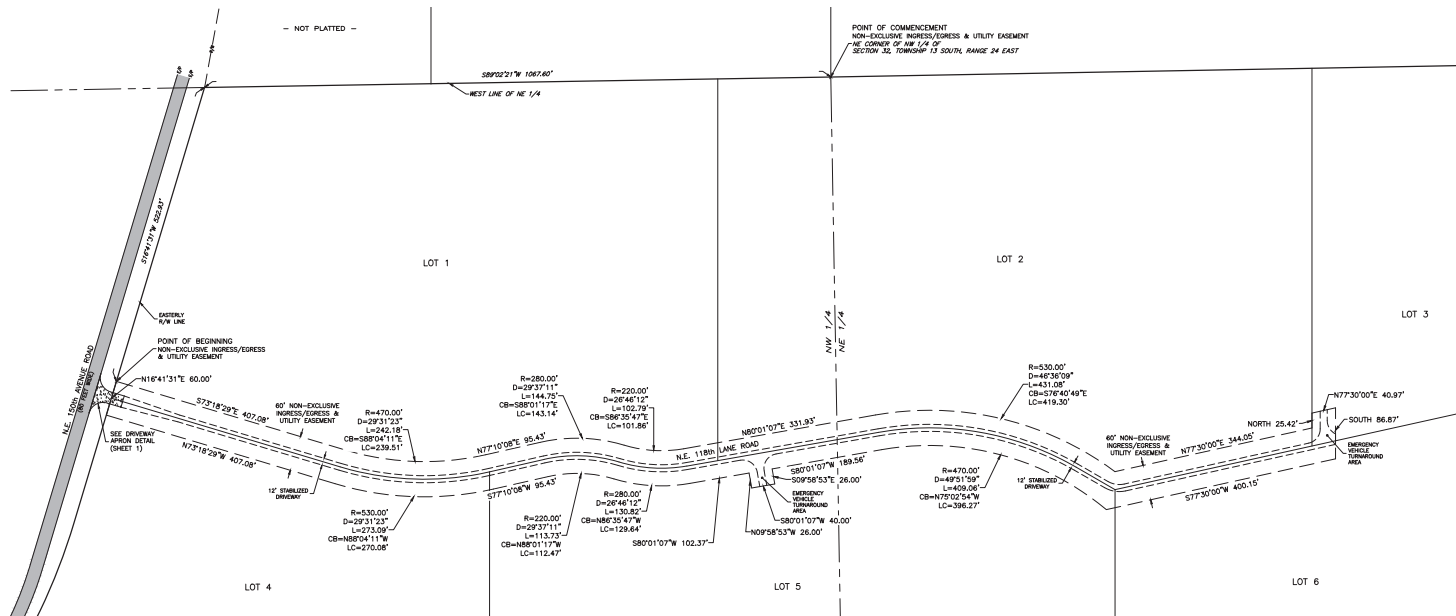 - NOT PLATTED -
POINT OF COMMENCEMENT
NON-EXCLUSIVE INGRESS/EGRESS & UTILITY EASEMENT
NE CORNER OF NW 1/4 OF
SECTION 32, TOWNSHIP 13 SOUTH, RANGE 24 EAST
S89°02'21"W 1067.60'
WEST LINE OF NE 1/4
S16°41'31"W 522.93'
LOT 1
LOT 2
LOT 3
EASTERLY
R/W LINE
NW 1/4
NE 1/4
POINT OF BEGINNING
NON-EXCLUSIVE INGRESS/EGRESS
& UTILITY EASEMENT
N.E. 150th AVENUE ROAD
(80 FEET WIDE)
N16°41'31"E 60.00'
S73°18'29"E 407.08'
60' NON-EXCLUSIVE
INGRESS/EGRESS &
UTILITY EASEMENT
R=470.00'
D=29°31'23"
L=242.18'
CB=S88°04'11"E
LC=239.51'
N77°10'08"E 95.43'
R=280.00'
D=29°37'11"
L=144.75'
CB=S88°01'17"E
LC=143.14'
R=220.00'
D=26°46'12"
L=102.79'
CB=S86°35'47"E
LC=101.86'
N80°01'07"E 331.93'
N.E. 118th LANE ROAD
R=530.00'
D=46°36'09"
L=431.08'
CB=S76°40'49"E
LC=419.30'
60' NON-EXCLUSIVE
INGRESS/EGRESS &
UTILITY EASEMENT
N77°30'00"E 344.05'
NORTH 25.42'
N77°30'00"E 40.97'
SOUTH 86.87'
EMERGENCY
VEHICLE
TURNAROUND
AREA
SEE DRIVEWAY
APRON DETAIL
(SHEET 1)
N73°18'29"W 407.08'
12' STABILIZED
DRIVEWAY
R=530.00'
D=29°31'23"
L=273.09'
CB=N88°04'11"W
LC=270.08'
S77°10'08"W 95.43'
R=220.00'
D=29°37'11"
L=113.73'
CB=N88°01'17"W
LC=112.47'
R=280.00'
D=26°46'12"
L=130.82'
CB=N86°35'47"W
LC=129.64'
S80°01'07"W 102.37'
S80°01'07"W 189.56'
S09°58'53"E 26.00'
EMERGENCY
VEHICLE
TURNAROUND
AREA
S80°01'07"W 40.00'
N09°58'53"W 26.00'
R=470.00'
D=49°51'59"
L=409.06'
CB=N75°02'54"W
LC=396.27'
12' STABILIZED
DRIVEWAY
S77°30'00"W 400.15'
LOT 4
LOT 5
LOT 6